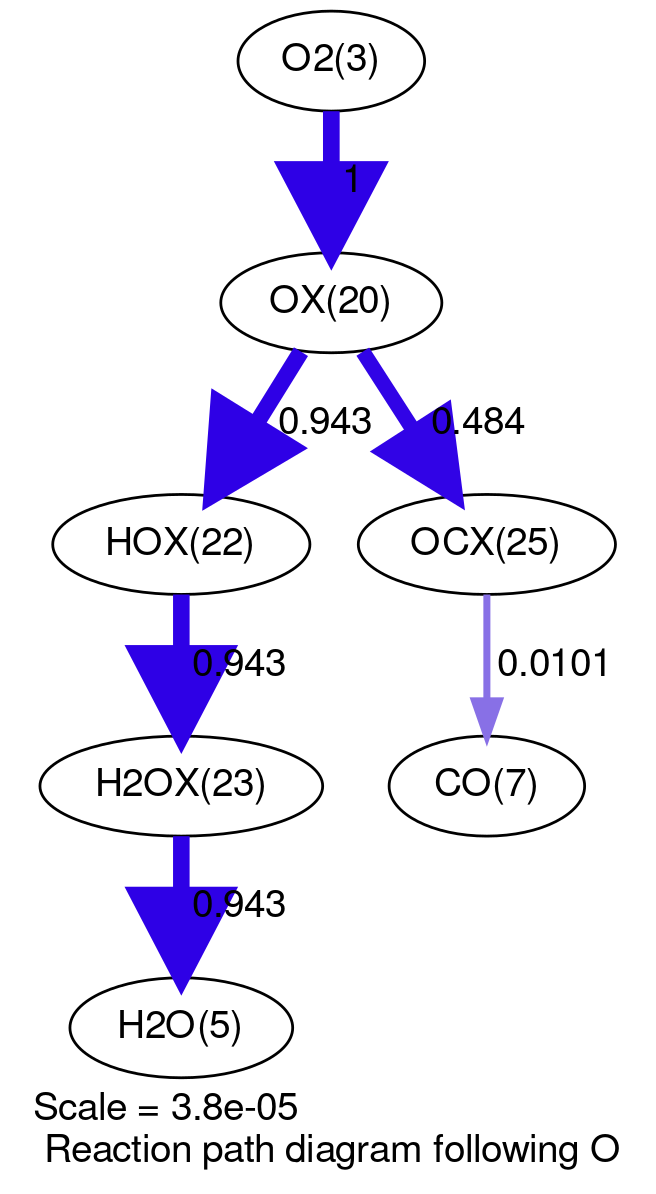 O2(3)
1
OX(20)
0.943
0.484
HOX(22)
OCX(25)
0.943
0.0101
H2OX(23)
CO(7)
0.943
H2O(5)
Scale = 3.8e-05
Reaction path diagram following O